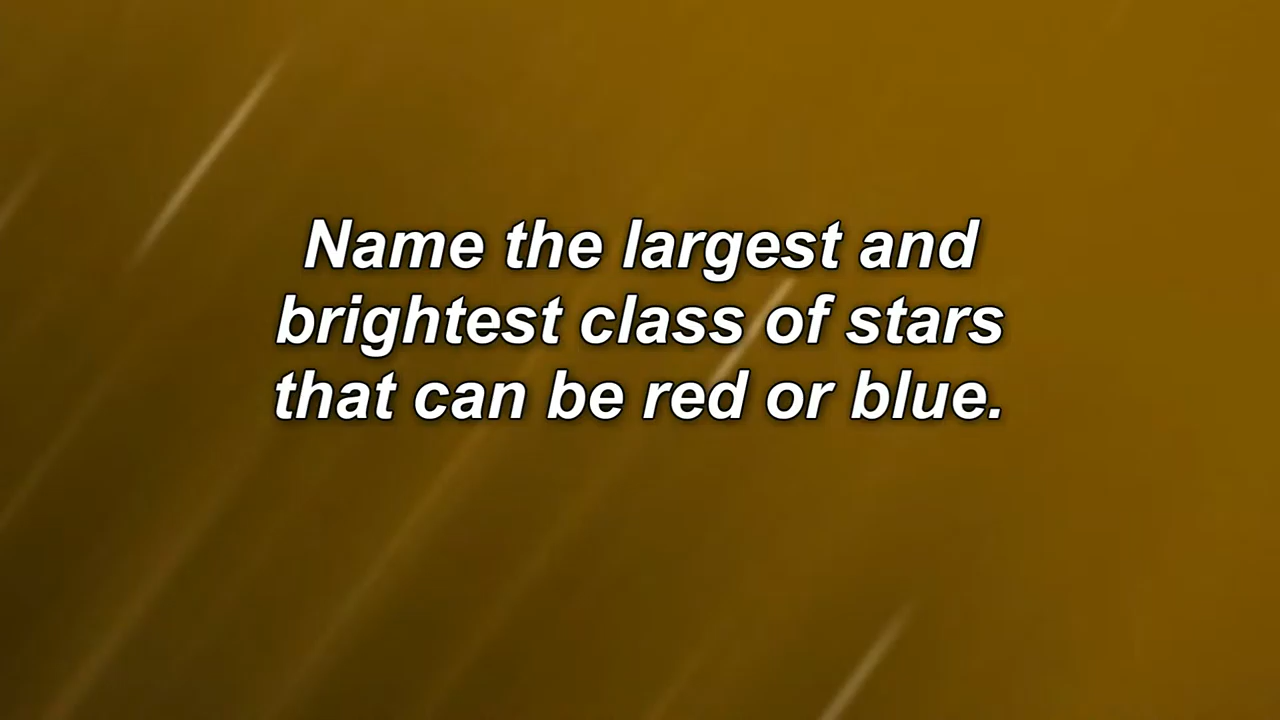 Name the largest and
brightest class of stars
that can be red or blue.